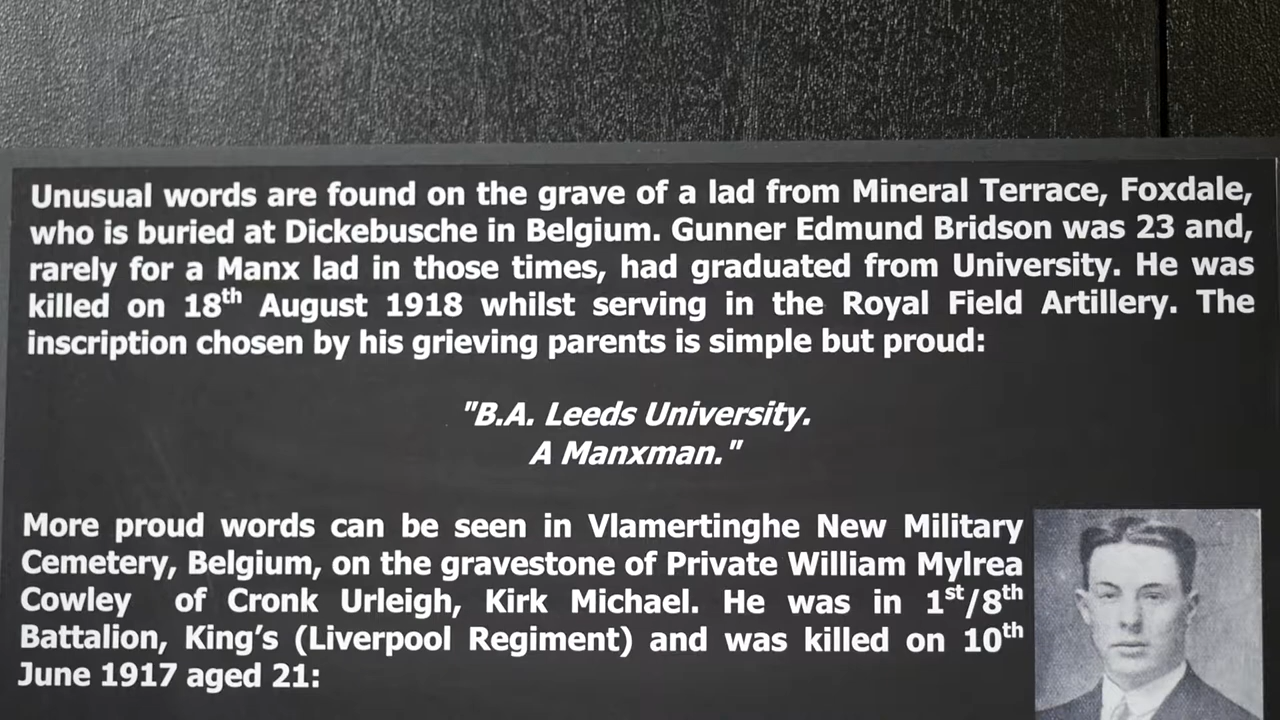 Unusual words are found on the grave of a lad from Mineral Terrace, Foxdale,
who is buried at Dickebusche in Belgium. Gunner Edmund Bridson was 23 and,
rarely for a Manx lad in those times, had graduated from University. He was
killed on 18th August 1918 whilst serving in the Royal Field Artillery. The
inscription chosen by his grieving parents is simple but proud:
"B.A. Leeds University.
A Manxman."
More proud words can be seen in Vlamertinghe New Military
Cemetery, Belgium, on the gravestone of Private William Mylrea
Cowley of Cronk Urleigh, Kirk Michael. He was in 1st/8th
Battalion, King's (Liverpool Regiment) and was killed on 10th
June 1917 aged 21: